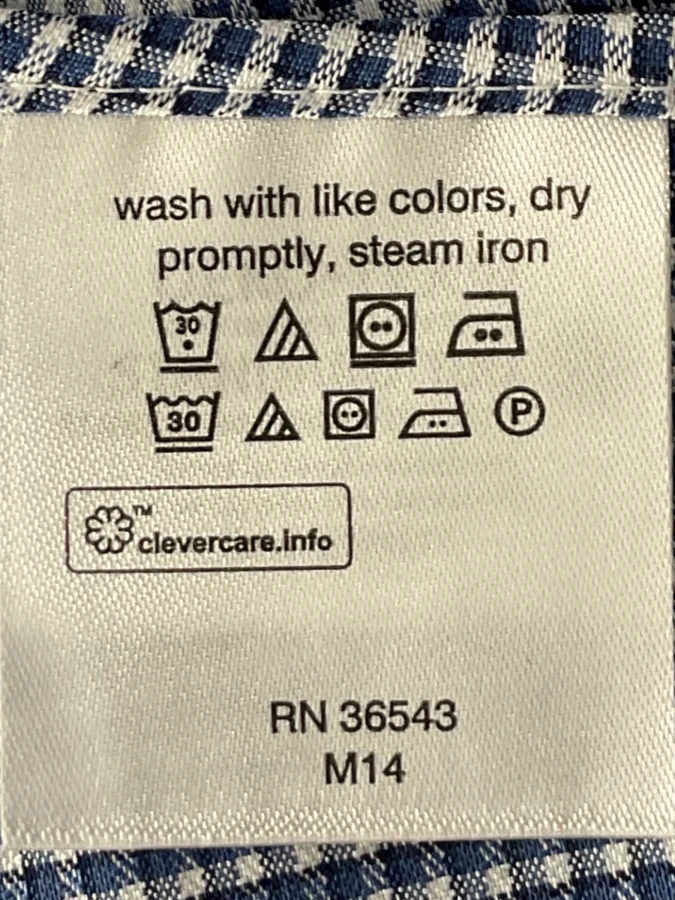 wash with like colors, dry
promptly, steam iron
30
30 P
TM
clevercare.info
RN 36543
M14